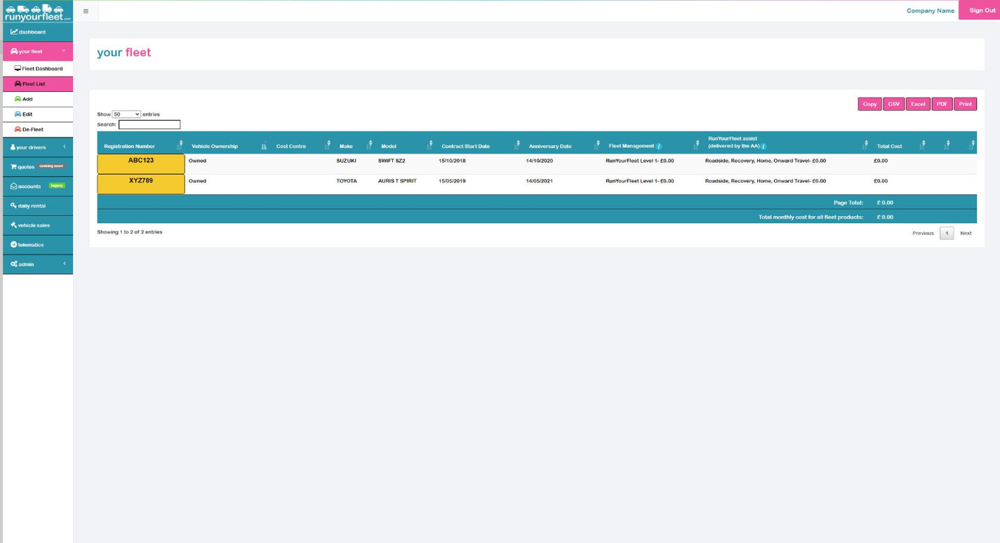 runyourfleet.com
Company Name
Sign Out
dashboard
your fleet
Fleet Dashboard
Fleet List
Add
Edit
De-Fleet
your drivers
quotes coming soon
accounts legacy
daily rental
vehicle sales
telematics
admin
your fleet
Copy CSV Excel PDF Print
Show 50 entries
Search:
Registration Number Vehicle Ownership Cost Centre Make Model Contract Start Date Anniversary Date Fleet Management i RunYourFleet assist
(delivered by the AA) i Total Cost
ABC123 Owned SUZUKI SWIFT SZ2 15/10/2018 14/10/2020 RunYourFleet Level 1- £0.00 Roadside, Recovery, Home, Onward Travel- £0.00 £0.00
XYZ789 Owned TOYOTA AURIS T SPIRIT 15/05/2019 14/05/2021 RunYourFleet Level 1- £0.00 Roadside, Recovery, Home, Onward Travel- £0.00 £0.00
Page Total: £ 0.00
Total monthly cost for all fleet products: £ 0.00
Showing 1 to 2 of 2 entries
Previous 1 Next